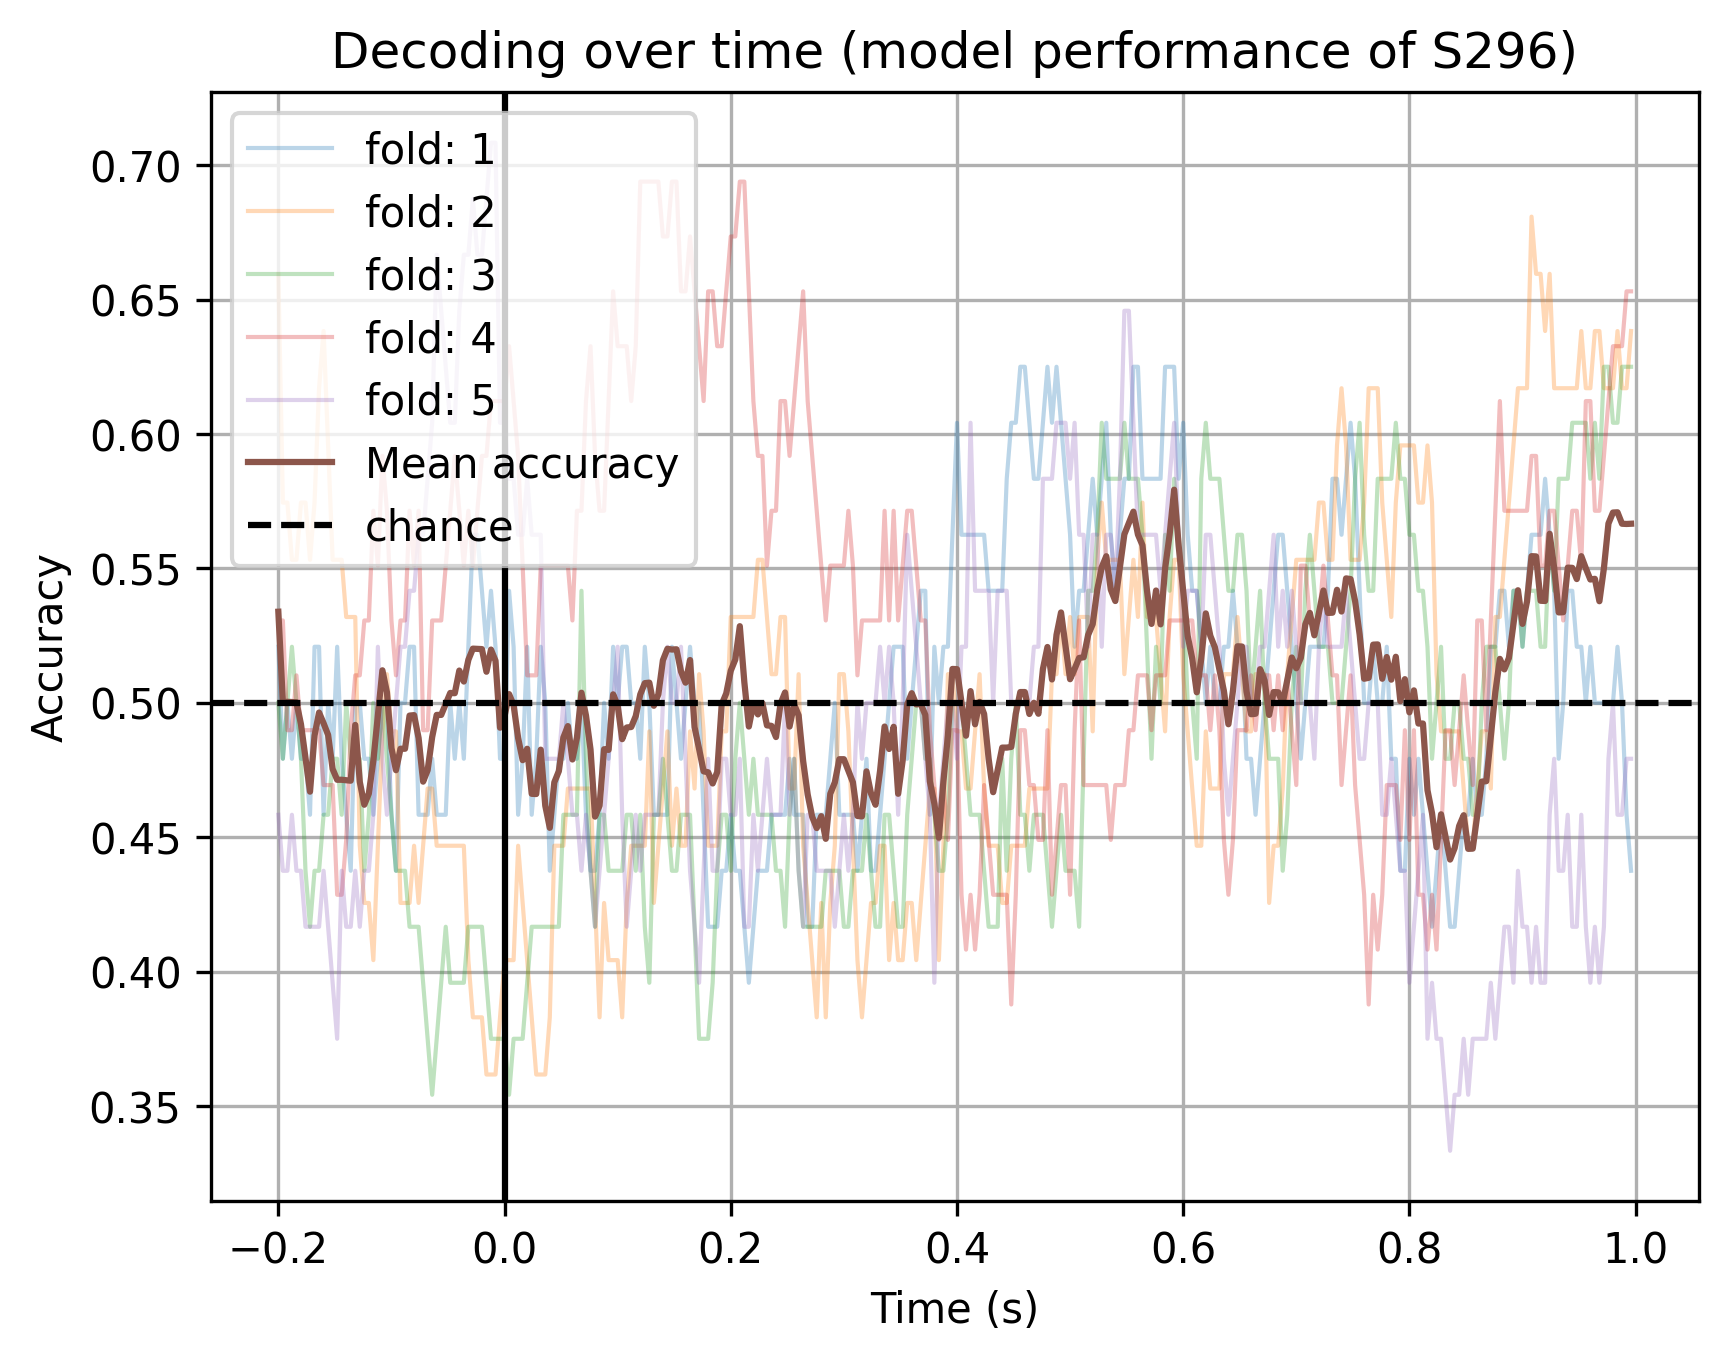 Decoding over time (model performance of S296)
fold: 1
fold: 2
fold: 3
fold: 4
fold: 5
Mean accuracy
chance
Accuracy
0.70
0.65
0.60
0.55
0.50
0.45
0.40
0.35
−0.2
0.0
0.2
0.4
0.6
0.8
1.0
Time (s)